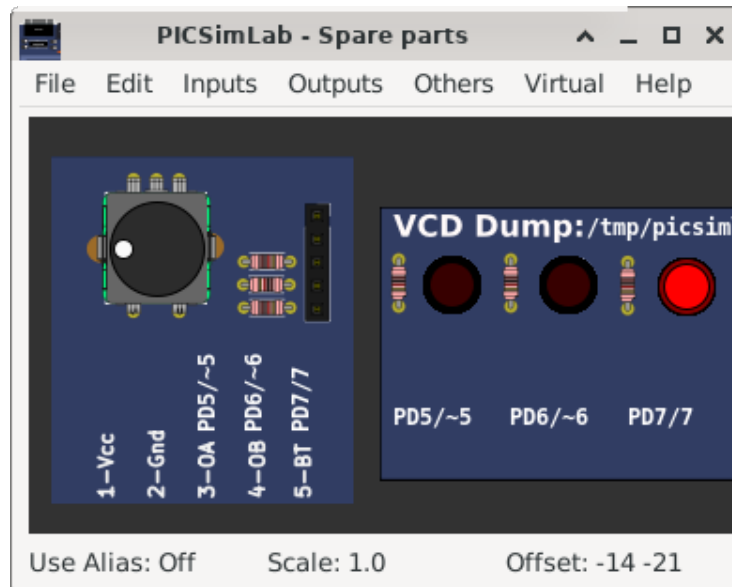 PICSimLab - Spare parts
File Edit Inputs Outputs Others Virtual Help
1-Vcc
2-Gnd
3-OA PD5/~5
4-OB PD6/~6
5-BT PD7/7
VCD Dump:/tmp/picsiml
PD5/~5 PD6/~6 PD7/7
Use Alias: Off Scale: 1.0 Offset: -14 -21